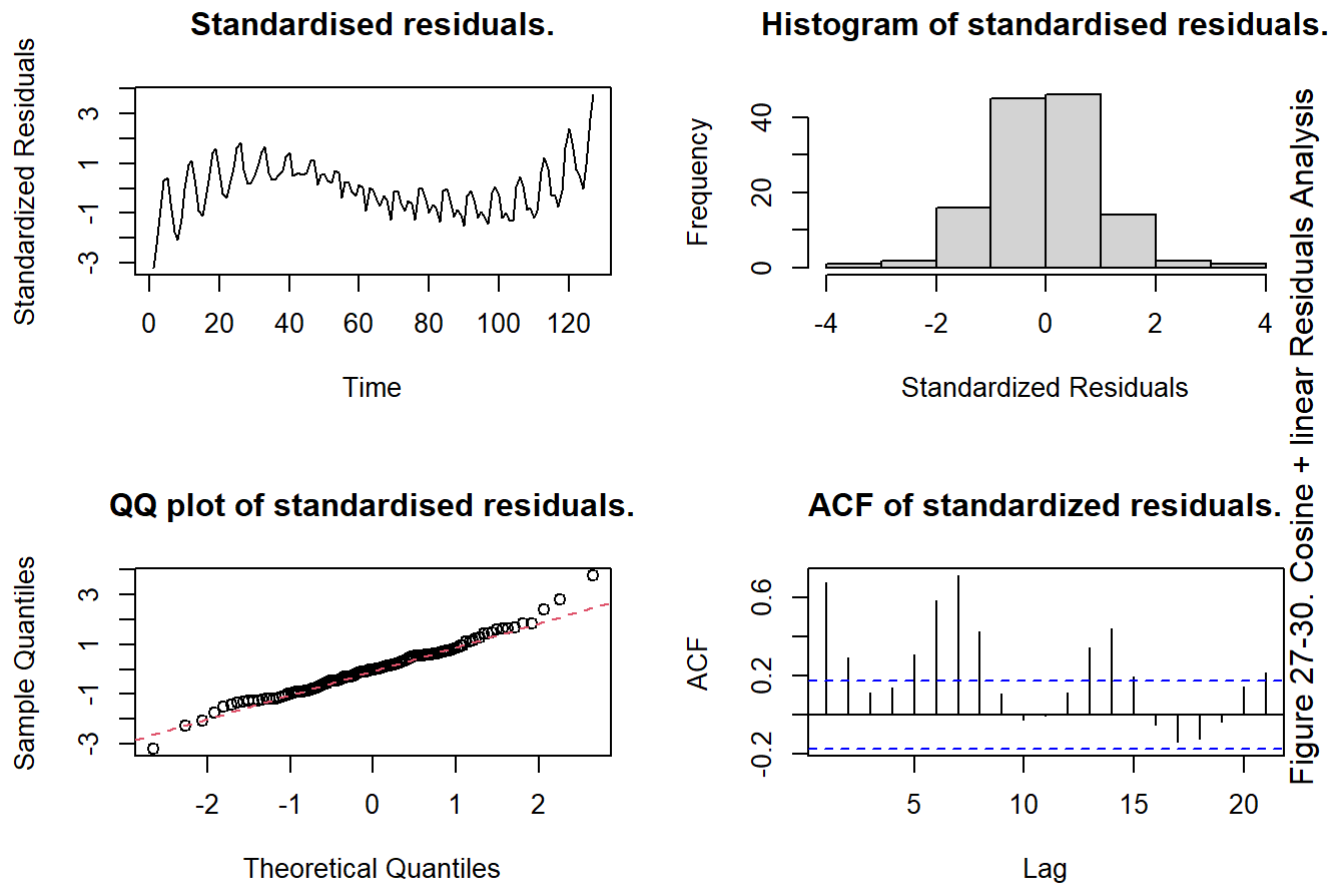 Standardised residuals.
Standardized Residuals
3
1
-1
-3
0 20 40 60 80 100 120
Time
Histogram of standardised residuals.
Frequency
40
20
0
-4 -2 0 2 4
Standardized Residuals
QQ plot of standardised residuals.
Sample Quantiles
3
1
-1
-3
-2 -1 0 1 2
Theoretical Quantiles
ACF of standardized residuals.
ACF
0.6
0.2
-0.2
5 10 15 20
Lag
Figure 27-30. Cosine + linear Residuals Analysis